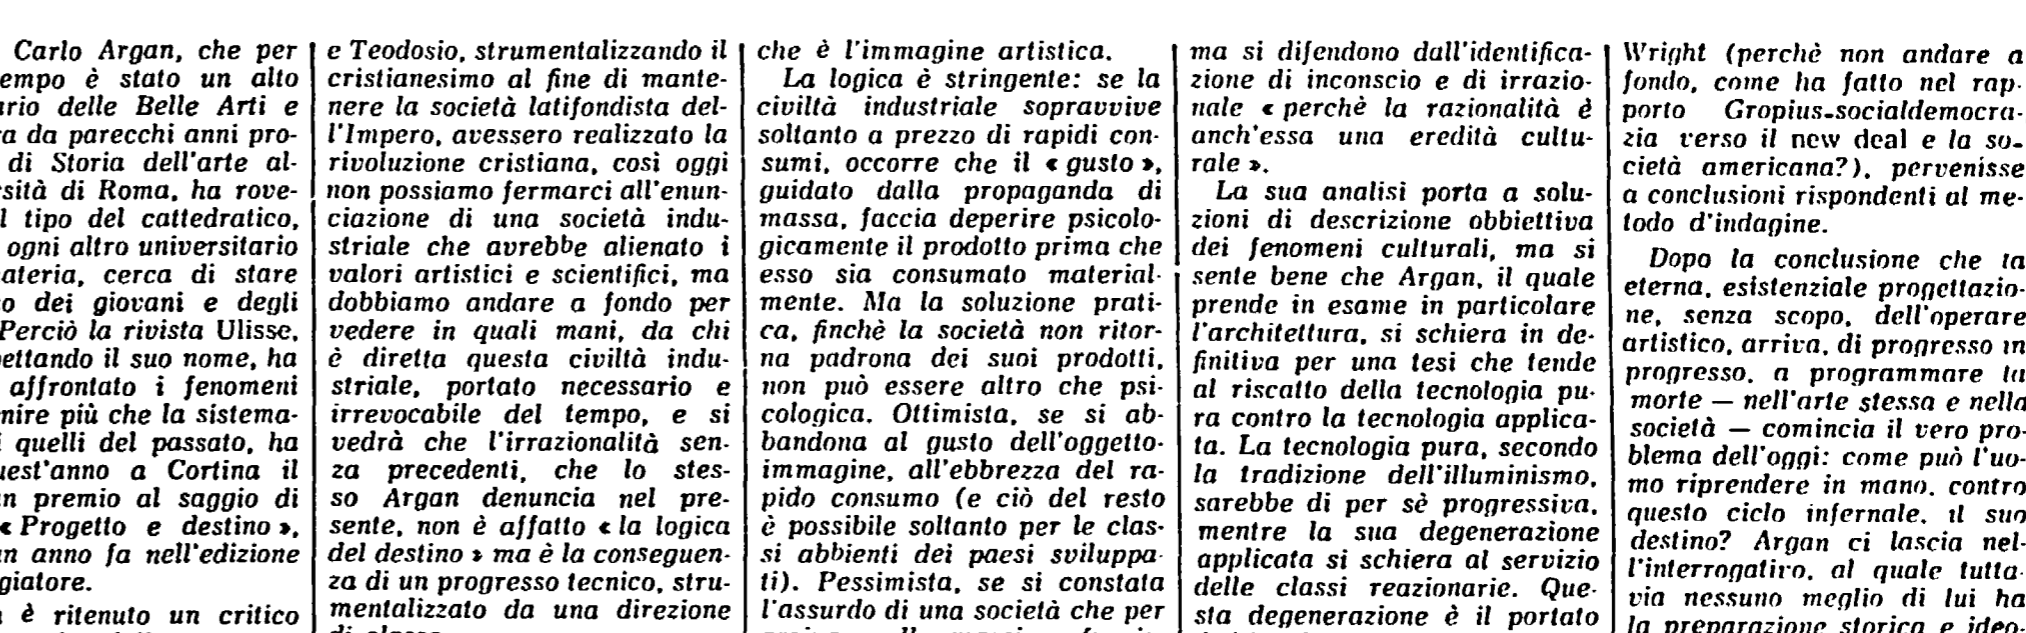 Carlo Argan, che per
empo è stato un alto
ario delle Belle Arti e
a da parecchi anni pro-
di Storia dell'arte al-
sità di Roma, ha rove-
l tipo del cattedratico,
ogni altro universitario
ateria, cerca di stare
o dei giovani e degli
Perciò la rivista Ulisse,
ettando il suo nome, ha
affrontato i fenomeni
nire più che la sistema-
i quelli del passato, ha
uest'anno a Cortina il
n premio al saggio di
« Progetto e destino »,
n anno fa nell'edizione
giatore.
è ritenuto un critico
e Teodosio, strumentalizzando il
cristianesimo al fine di mante-
nere la società latifondista del-
l'Impero, avessero realizzato la
rivoluzione cristiana, così oggi
non possiamo fermarci all'enun-
ciazione di una società indu-
striale che avrebbe alienato i
valori artistici e scientifici, ma
dobbiamo andare a fondo per
vedere in quali mani, da chi
è diretta questa civiltà indu-
striale, portato necessario e
irrevocabile del tempo, e si
vedrà che l'irrazionalità sen-
za precedenti, che lo stes-
so Argan denuncia nel pre-
sente, non è affatto « la logica
del destino » ma è la conseguen-
za di un progresso tecnico, stru-
mentalizzato da una direzione
che è l'immagine artistica.
La logica è stringente: se la
civiltà industriale sopravvive
soltanto a prezzo di rapidi con-
sumi, occorre che il « gusto »,
guidato dalla propaganda di
massa, faccia deperire psicolo-
gicamente il prodotto prima che
esso sia consumato material-
mente. Ma la soluzione prati-
ca, finchè la società non ritor-
na padrona dei suoi prodotti,
non può essere altro che psi-
cologica. Ottimista, se si ab-
bandona al gusto dell'oggetto-
immagine, all'ebbrezza del ra-
pido consumo (e ciò del resto
è possibile soltanto per le clas-
si abbienti dei paesi sviluppa-
ti). Pessimista, se si constata
l'assurdo di una società che per
ma si difendono dall'identifica-
zione di inconscio e di irrazio-
nale « perchè la razionalità è
anch'essa una eredità cultu-
rale ».
La sua analisi porta a solu-
zioni di descrizione obbiettiva
dei fenomeni culturali, ma si
sente bene che Argan, il quale
prende in esame in particolare
l'architettura, si schiera in de-
finitiva per una tesi che tende
al riscatto della tecnologia pu-
ra contro la tecnologia applica-
ta. La tecnologia pura, secondo
la tradizione dell'illuminismo,
sarebbe di per sè progressiva,
mentre la sua degenerazione
applicata si schiera al servizio
delle classi reazionarie. Que-
sta degenerazione è il portato
Wright (perchè non andare a
fondo, come ha fatto nel rap-
porto Gropius-socialdemocra-
zia verso il new deal e la so-
cietà americana?), pervenisse
a conclusioni rispondenti al me-
todo d'indagine.
Dopo la conclusione che la
eterna, esistenziale progettazio-
ne, senza scopo, dell'operare
artistico, arriva, di progresso in
progresso, a programmare la
morte — nell'arte stessa e nella
società — comincia il vero pro-
blema dell'oggi: come può l'uo-
mo riprendere in mano, contro
questo ciclo infernale, il suo
destino? Argan ci lascia nel-
l'interrogativo, al quale tutta-
via nessuno meglio di lui ha
la preparazione storica e ideo-